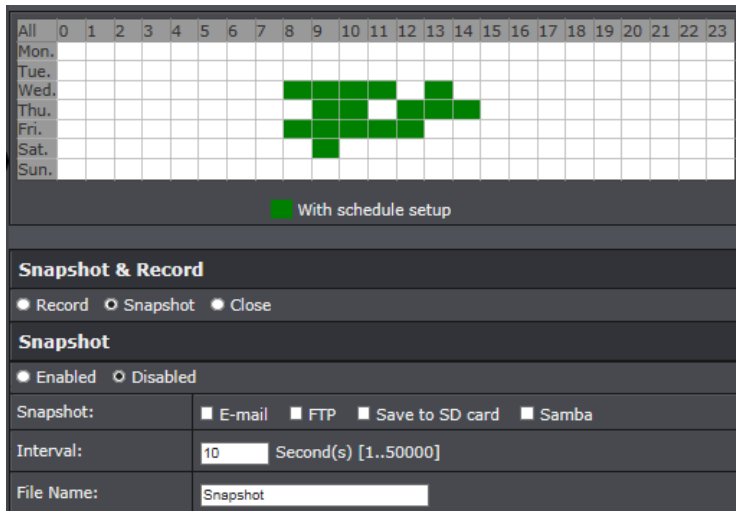 All 0 1 2 3 4 5 6 7 8 9 10 11 12 13 14 15 16 17 18 19 20 21 22 23
Mon.
Tue.
Wed.
Thu.
Fri.
Sat.
Sun.
With schedule setup
Snapshot & Record
Record Snapshot Close
Snapshot
Enabled Disabled
Snapshot: E-mail FTP Save to SD card Samba
Interval: 10 Second(s) [1..50000]
File Name: Snapshot